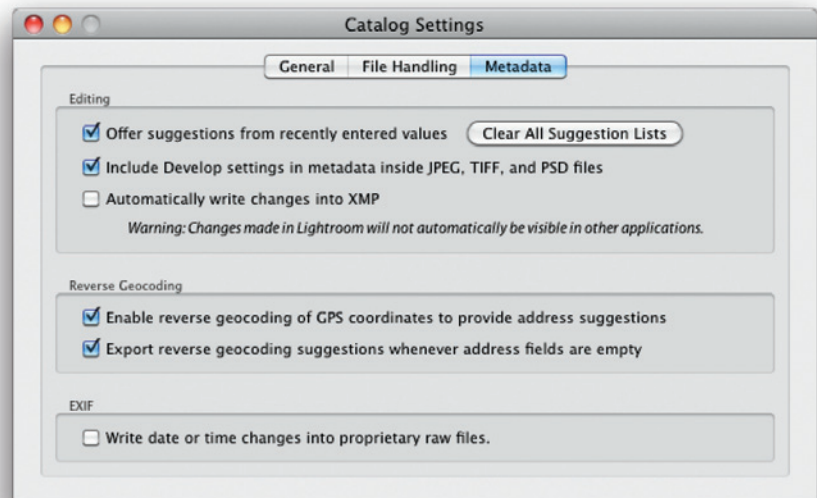 Catalog Settings
General File Handling Metadata
Editing
Offer suggestions from recently entered values Clear All Suggestion Lists
Include Develop settings in metadata inside JPEG, TIFF, and PSD files
Automatically write changes into XMP
Warning: Changes made in Lightroom will not automatically be visible in other applications.
Reverse Geocoding
Enable reverse geocoding of GPS coordinates to provide address suggestions
Export reverse geocoding suggestions whenever address fields are empty
EXIF
Write date or time changes into proprietary raw files.